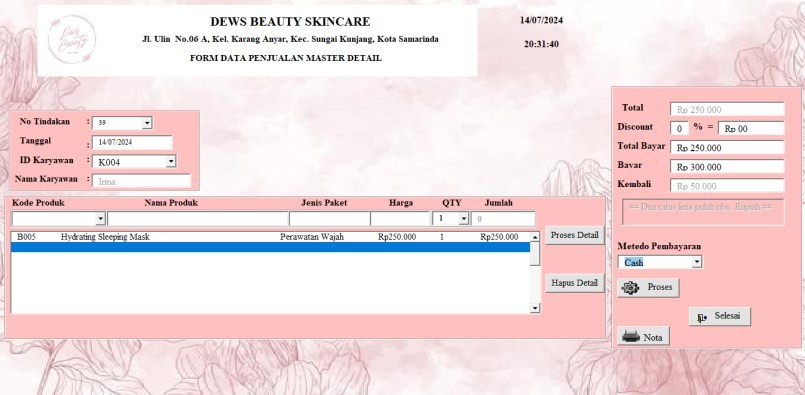 DEWS BEAUTY SKINCARE
Jl. Ulin No.06 A, Kel. Karang Anyar, Kec. Sungai Kunjang, Kota Samarinda
FORM DATA PENJUALAN MASTER DETAIL
14/07/2024
20:31:40
No Tindakan : 39
Tanggal : 14/07/2024
ID Karyawan : K004
Nama Karyawan : Irma
Kode Produk Nama Produk Jenis Paket Harga QTY Jumlah
1 0
B005 Hydrating Sleeping Mask Perawatan Wajah Rp250.000 1 Rp250.000
Proses Detail
Hapus Detail
Total Rp 250.000
Discount 0 % = Rp 00
Total Bayar Rp 250.000
Bayar Rp 300.000
Kembali Rp 50.000
== Dua ratus lima puluh ribu Rupiah ==
Metedo Pembayaran
Cash
Proses
Selesai
Nota